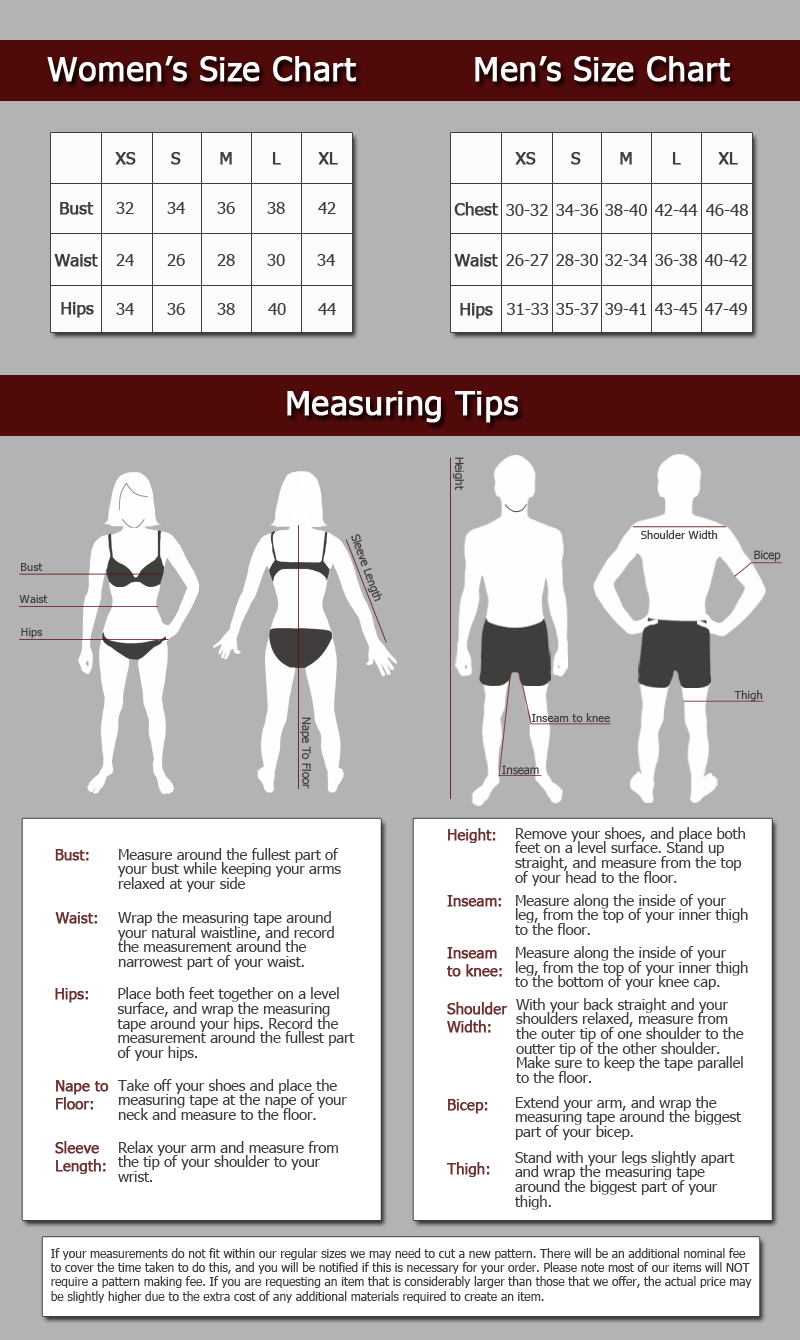 Women's Size Chart
Men's Size Chart
XS S M L XL
Bust 32 34 36 38 42
Waist 24 26 28 30 34
Hips 34 36 38 40 44
XS S M L XL
Chest 30-32 34-36 38-40 42-44 46-48
Waist 26-27 28-30 32-34 36-38 40-42
Hips 31-33 35-37 39-41 43-45 47-49
Measuring Tips
Bust
Waist
Hips
Sleeve Length
Nape To Floor
Height
Inseam to knee
Inseam
Shoulder Width
Bicep
Thigh
Bust: Measure around the fullest part of
your bust while keeping your arms
relaxed at your side
Waist: Wrap the measuring tape around
your natural waistline, and record
the measurement around the
narrowest part of your waist.
Hips: Place both feet together on a level
surface, and wrap the measuring
tape around your hips. Record the
measurement around the fullest part
of your hips.
Nape to Take off your shoes and place the
Floor: measuring tape at the nape of your
neck and measure to the floor.
Sleeve Relax your arm and measure from
Length: the tip of your shoulder to your
wrist.
Height: Remove your shoes, and place both
feet on a level surface. Stand up
straight, and measure from the top
of your head to the floor.
Inseam: Measure along the inside of your
leg, from the top of your inner thigh
to the floor.
Inseam Measure along the inside of your
to knee: leg, from the top of your inner thigh
to the bottom of your knee cap.
Shoulder With your back straight and your
Width: shoulders relaxed, measure from
the outer tip of one shoulder to the
outter tip of the other shoulder.
Make sure to keep the tape parallel
to the floor.
Bicep: Extend your arm, and wrap the
measuring tape around the biggest
part of your bicep.
Thigh: Stand with your legs slightly apart
and wrap the measuring tape
around the biggest part of your
thigh.
If your measurements do not fit within our regular sizes we may need to cut a new pattern. There will be an additional nominal fee
to cover the time taken to do this, and you will be notified if this is necessary for your order. Please note most of our items will NOT
require a pattern making fee. If you are requesting an item that is considerably larger than those that we offer, the actual price may
be slightly higher due to the extra cost of any additional materials required to create an item.